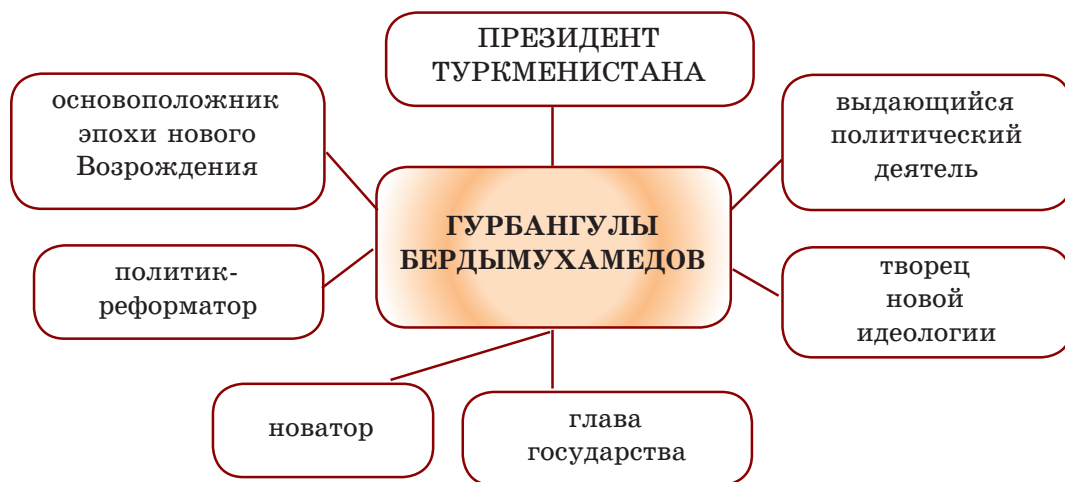 ПРЕЗИДЕНТ
ТУРКМЕНИСТАНА
основоположник
эпохи нового
Возрождения
выдающийся
политический
деятель
ГУРБАНГУЛЫ
БЕРДЫМУХАМЕДОВ
политик-
реформатор
творец
новой
идеологии
новатор
глава
государства